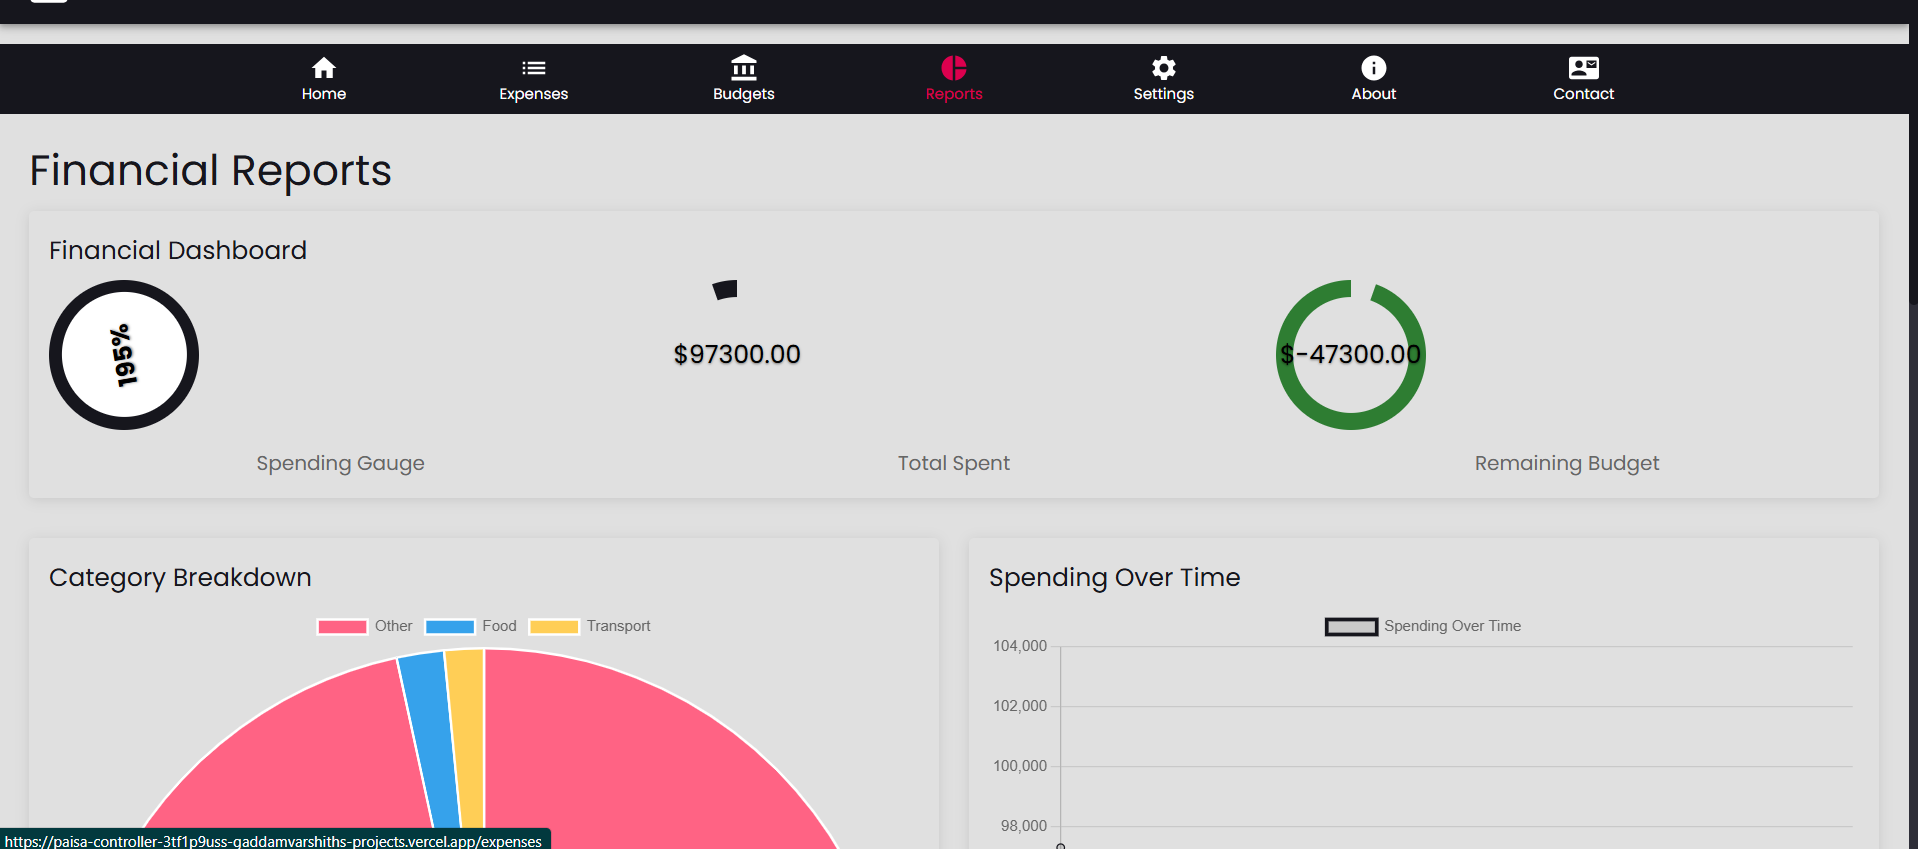 Home
Expenses
Budgets
Reports
Settings
About
Contact
Financial Reports
Financial Dashboard
195%
$97300.00
$-47300.00
Spending Gauge
Total Spent
Remaining Budget
Category Breakdown
Other
Food
Transport
Spending Over Time
Spending Over Time
104,000
102,000
100,000
98,000
https://paisa-controller-3tf1p9uss-gaddamvarshiths-projects.vercel.app/expenses